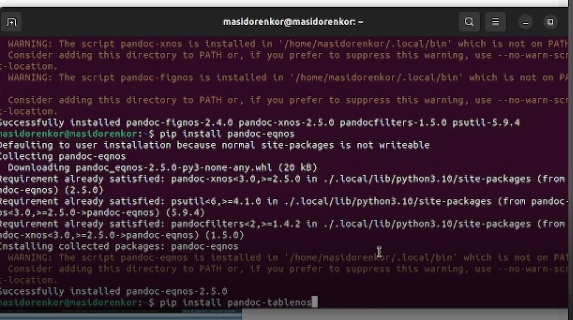 masidorenkor@masidorenkor: ~
WARNING: The script pandoc-xnos is installed in '/home/masidorenkor/.local/bin' which is not on PATH
Consider adding this directory to PATH or, if you prefer to suppress this warning, use --no-warn-scr
t-location.
WARNING: The script pandoc-fignos is installed in '/home/masidorenkor/.local/bin' which is not on PA
Consider adding this directory to PATH or, if you prefer to suppress this warning, use --no-warn-scr
t-location.
Successfully installed pandoc-fignos-2.4.0 pandoc-xnos-2.5.0 pandocfilters-1.5.0 psutil-5.9.4
masidorenkor@masidorenkor:~$ pip install pandoc-eqnos
Defaulting to user installation because normal site-packages is not writeable
Collecting pandoc-eqnos
Downloading pandoc_eqnos-2.5.0-py3-none-any.whl (20 kB)
Requirement already satisfied: pandoc-xnos<3.0,>=2.5.0 in ./.local/lib/python3.10/site-packages (from
ndoc-eqnos) (2.5.0)
Requirement already satisfied: psutil<6,>=4.1.0 in ./.local/lib/python3.10/site-packages (from pandoc-
os<3.0,>=2.5.0->pandoc-eqnos) (5.9.4)
Requirement already satisfied: pandocfilters<2,>=1.4.2 in ./.local/lib/python3.10/site-packages (from
ndoc-xnos<3.0,>=2.5.0->pandoc-eqnos) (1.5.0)
Installing collected packages: pandoc-eqnos
WARNING: The script pandoc-eqnos is installed in '/home/masidorenkor/.local/bin' which is not on PAT
Consider adding this directory to PATH or, if you prefer to suppress this warning, use --no-warn-scr
t-location.
Successfully installed pandoc-eqnos-2.5.0
masidorenkor@masidorenkor:~$ pip install pandoc-tablenos